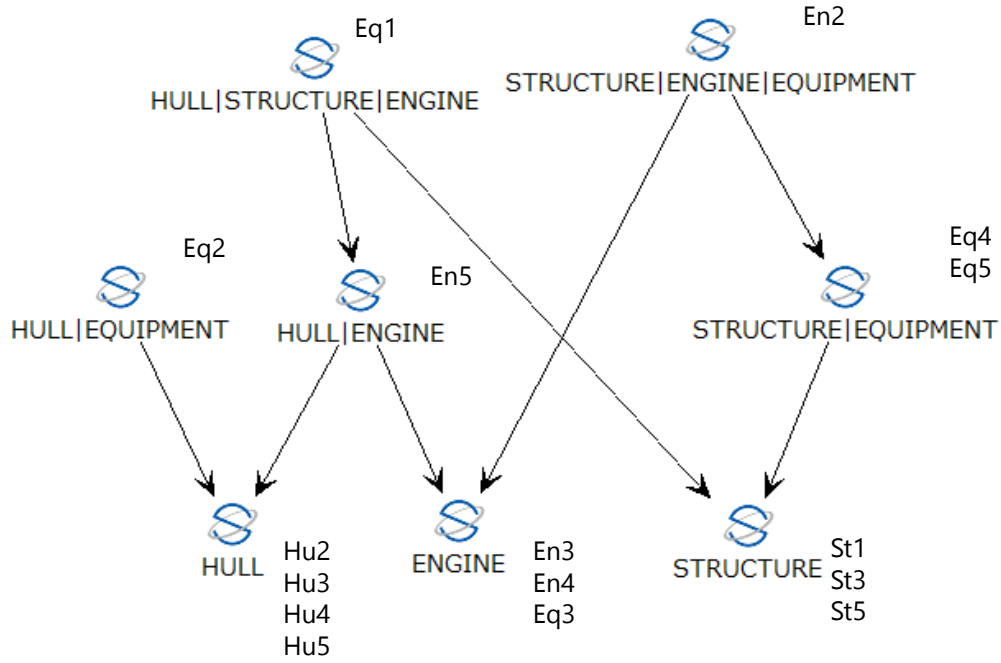 Eq1
HULL|STRUCTURE|ENGINE
En2
STRUCTURE|ENGINE|EQUIPMENT
Eq2
HULL|EQUIPMENT
En5
HULL|ENGINE
Eq4
Eq5
STRUCTURE|EQUIPMENT
HULL
Hu2
Hu3
Hu4
Hu5
ENGINE
En3
En4
Eq3
STRUCTURE
St1
St3
St5